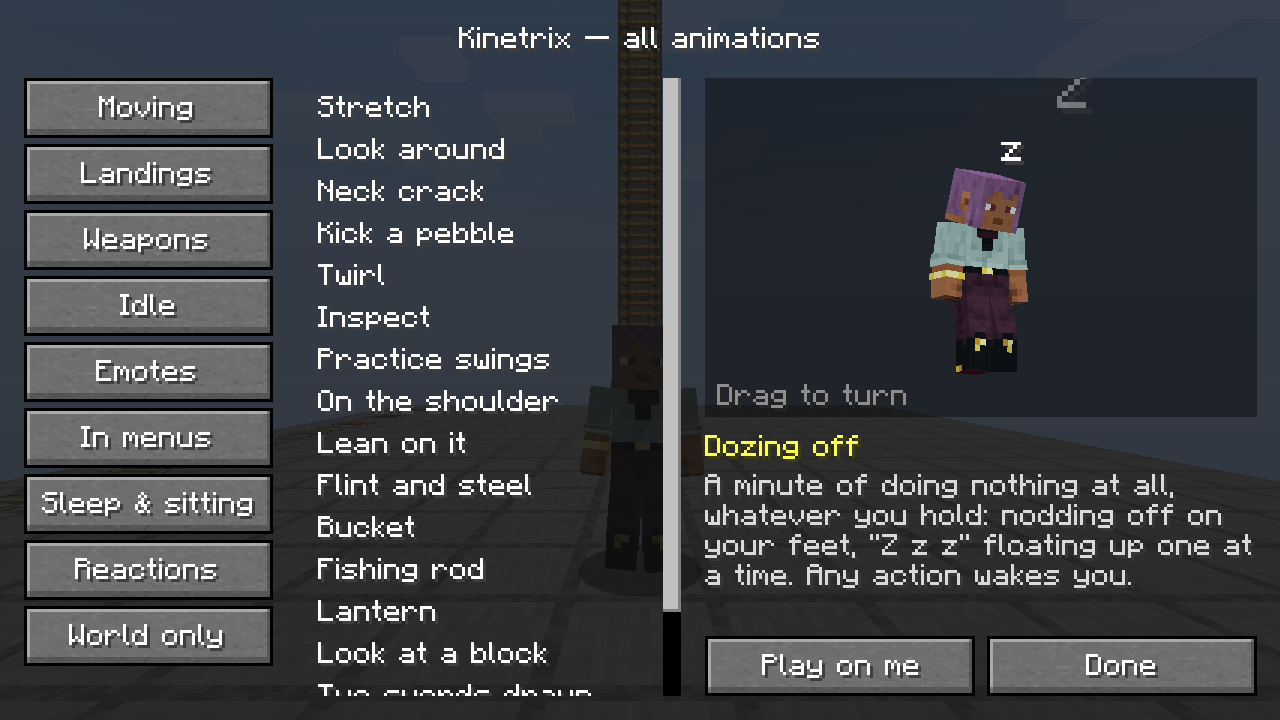 Kinetrix — all animations
Moving
Landings
Weapons
Idle
Emotes
In menus
Sleep & sitting
Reactions
World only
Stretch
Look around
Neck crack
Kick a pebble
Twirl
Inspect
Practice swings
On the shoulder
Lean on it
Flint and steel
Bucket
Fishing rod
Lantern
Look at a block
Z
z
Drag to turn
Dozing off
A minute of doing nothing at all,
whatever you hold: nodding off on
your feet, "Z z z" floating up one at
a time. Any action wakes you.
Play on me
Done